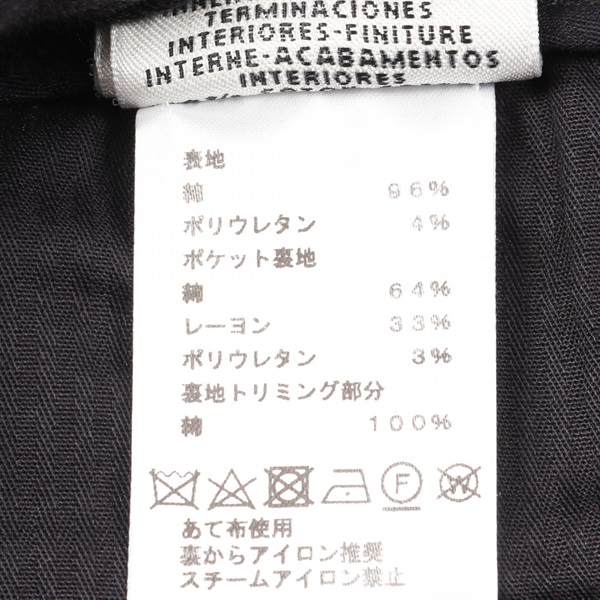 TERMINACIONES
INTERIORES-FINITURE
INTERNE-ACABAMENTOS
INTERIORES
表地
綿 96%
ポリウレタン 4%
ポケット裏地
綿 64%
レーヨン 33%
ポリウレタン 3%
裏地トリミング部分
綿 100%
F W
あて布使用
裏からアイロン推奨
スチームアイロン禁止